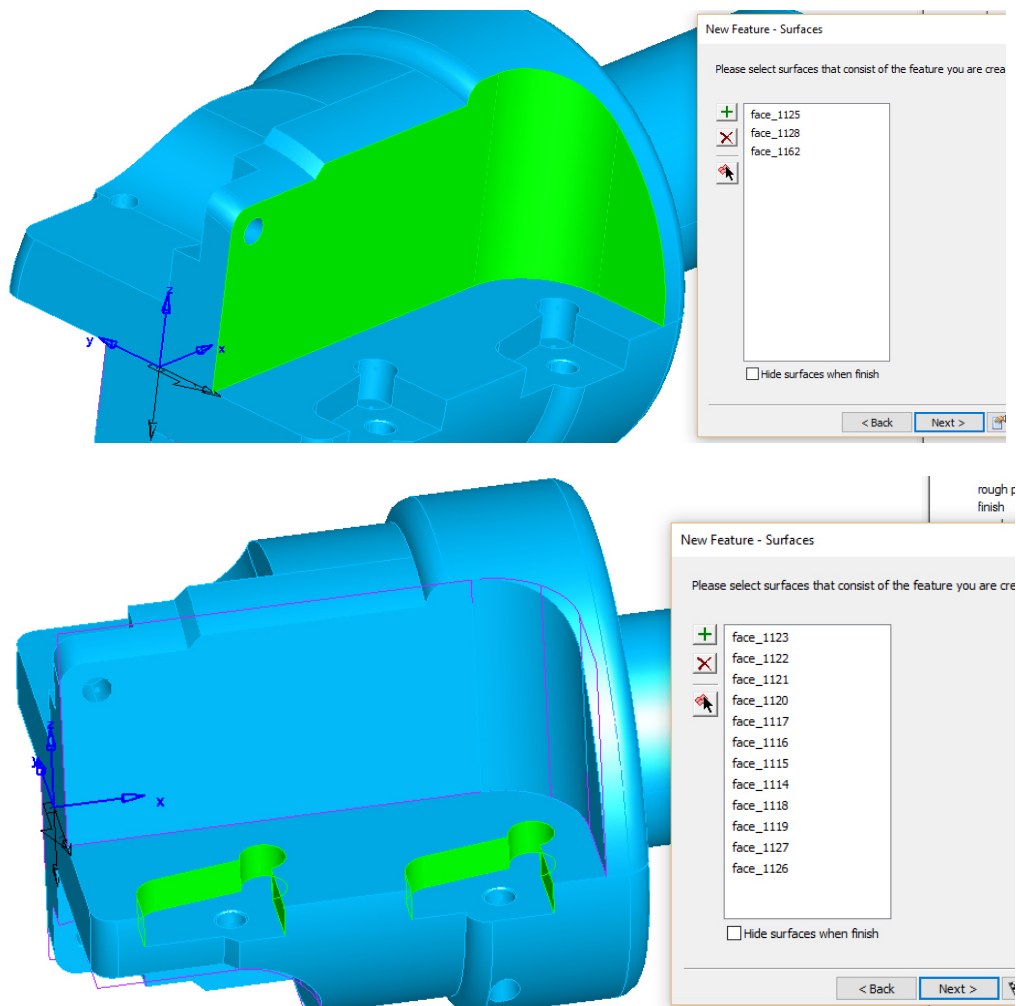 New Feature - Surfaces
Please select surfaces that consist of the feature you are crea
face_1125
face_1128
face_1162
z
y
x
Hide surfaces when finish
< Back Next >
rough p
finish
New Feature - Surfaces
Please select surfaces that consist of the feature you are cre
face_1123
face_1122
face_1121
face_1120
face_1117
face_1116
face_1115
face_1114
face_1118
face_1119
face_1127
face_1126
z
y
x
Hide surfaces when finish
< Back Next >